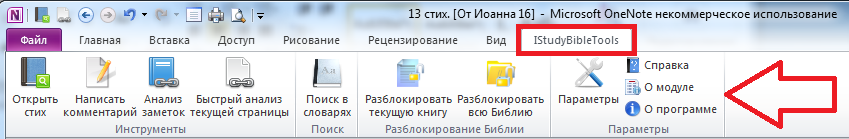 13 стих. [От Иоанна 16] - Microsoft OneNote некоммерческое использование
Файл Главная Вставка Доступ Рисование Рецензирование Вид IStudyBibleTools
Открыть стих
Написать комментарий
Анализ заметок
Быстрый анализ текущей страницы
Поиск в словарях
Разблокировать текущую книгу
Разблокировать всю Библию
Параметры
Справка
О модуле
О программе
Инструменты Поиск Разблокирование Библии Параметры